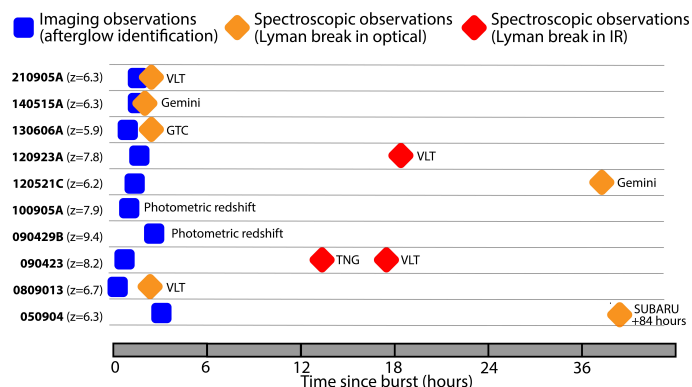 Imaging observations
(afterglow identification)
Spectroscopic observations
(Lyman break in optical)
Spectroscopic observations
(Lyman break in IR)
210905A (z=6.3) VLT
140515A (z=6.3) Gemini
130606A (z=5.9) GTC
120923A (z=7.8) VLT
120521C (z=6.2) Gemini
100905A (z=7.9) Photometric redshift
090429B (z=9.4) Photometric redshift
090423 (z=8.2) TNG VLT
0809013 (z=6.7) VLT
050904 (z=6.3) SUBARU
+84 hours
0 6 12 18 24 36
Time since burst (hours)